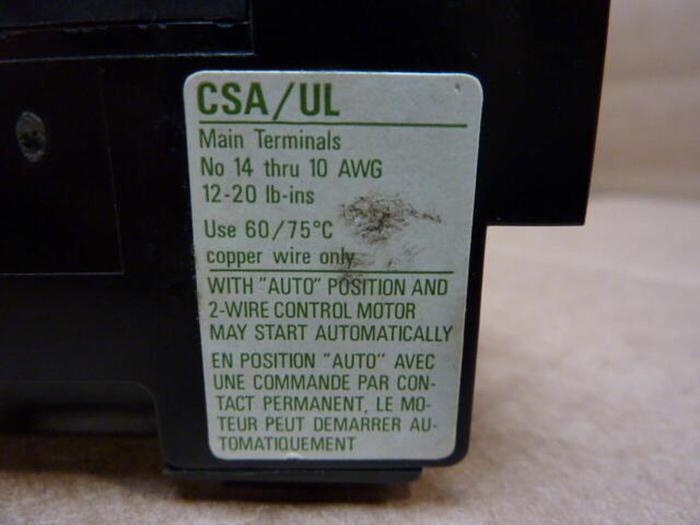 CSA/UL
Main Terminals
No 14 thru 10 AWG
12-20 lb-ins
Use 60/75°C
copper wire only
WITH "AUTO" POSITION AND
2-WIRE CONTROL MOTOR
MAY START AUTOMATICALLY
EN POSITION "AUTO" AVEC
UNE COMMANDE PAR CON-
TACT PERMANENT, LE MO-
TEUR PEUT DEMARRER AU-
TOMATIQUEMENT